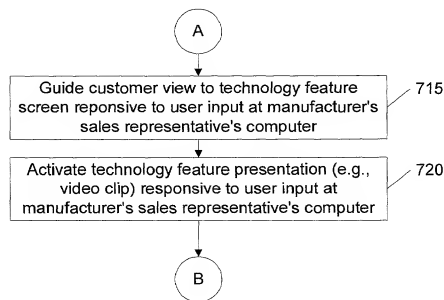 A
Guide customer view to technology feature
screen reponsive to user input at manufacturer's
sales representative's computer
715
Activate technology feature presentation (e.g.,
video clip) responsive to user input at
manufacturer's sales representative's computer
720
B